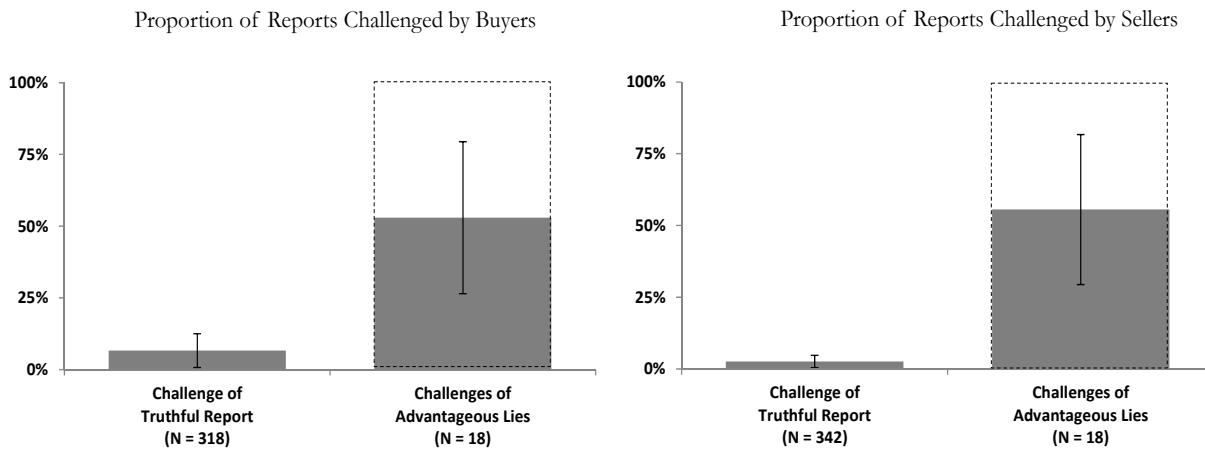 Proportion of Reports Challenged by Buyers
100%
75%
50%
25%
0%
Challenge of
Truthful Report
(N = 318)
Challenges of
Advantageous Lies
(N = 18)
Proportion of Reports Challenged by Sellers
100%
75%
50%
25%
0%
Challenge of
Truthful Report
(N = 342)
Challenges of
Advantageous Lies
(N = 18)